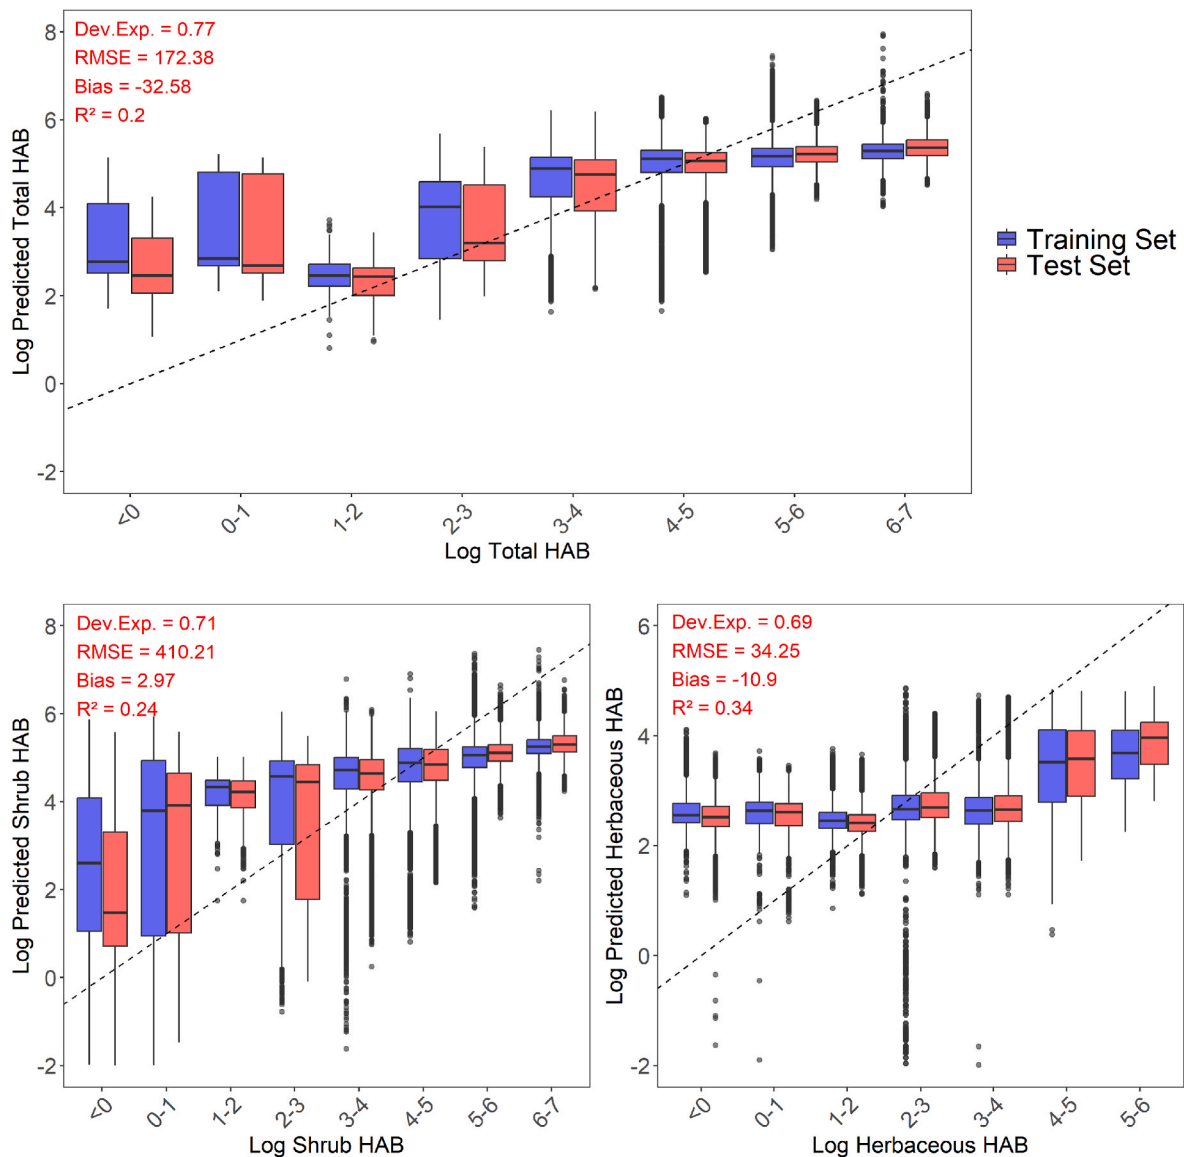 Dev.Exp. = 0.77
RMSE = 172.38
Bias = -32.58
R² = 0.2
Log Predicted Total HAB
8
6
4
2
0
-2
<0
0-1
1-2
2-3
3-4
4-5
5-6
6-7
Log Total HAB
Training Set
Test Set
Dev.Exp. = 0.71
RMSE = 410.21
Bias = 2.97
R² = 0.24
Log Predicted Shrub HAB
8
6
4
2
0
-2
<0
0-1
1-2
2-3
3-4
4-5
5-6
6-7
Log Shrub HAB
Dev.Exp. = 0.69
RMSE = 34.25
Bias = -10.9
R² = 0.34
Log Predicted Herbaceous HAB
6
4
2
0
-2
<0
0-1
1-2
2-3
3-4
4-5
5-6
Log Herbaceous HAB